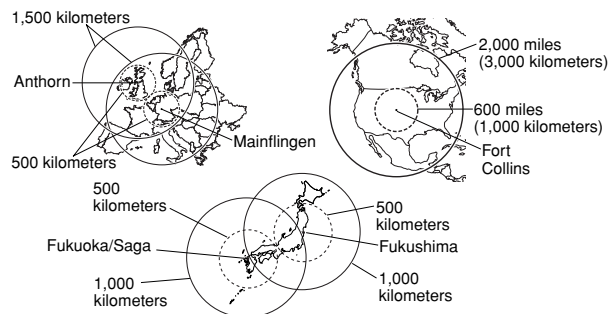 1,500 kilometers
Anthorn
500 kilometers
Mainflingen
2,000 miles
(3,000 kilometers)
600 miles
(1,000 kilometers)
Fort
Collins
500
kilometers
Fukuoka/Saga
1,000
kilometers
500
kilometers
Fukushima
1,000
kilometers